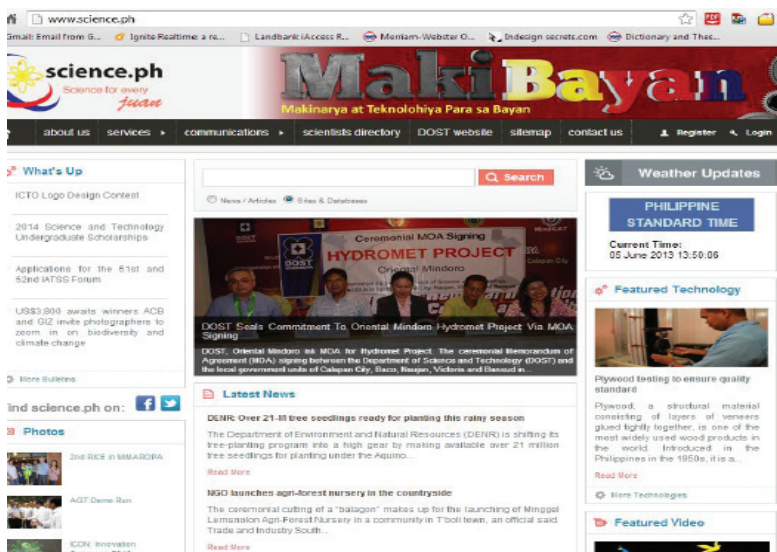 www.science.ph
Gmail: Email from G... Ignite Realtime: a re... Landbank iAccess R... Merriam-Webster O... Indesign secrets.com Dictionary and Thes...
science.ph
Science for every
juan
MakiBayan
Makinarya at Teknolohiya Para sa Bayan
about us services communications scientists directory DOST website sitemap contact us Register Login
What's Up
ICTO Logo Design Contest
2014 Science and Technology
Undergraduate Scholarships
Applications for the 51st and
52nd IATSS Forum
US$3,800 awaits winners ACB
and GIZ invite photographers to
zoom in on biodiversity and
climate change
More Bulletins
find science.ph on:
Photos
2nd RICE in MIMAROPA
AGT Demo Run
ICON: Innovation
Search
News / Articles Sites & Databases
DOST
Ceremonial MOA Signing
HYDROMET PROJECT
Oriental Mindoro
Calapan City
DOST Seals Commitment To Oriental Mindoro Hydromet Project Via MOA
Signing
DOST, Oriental Mindoro ink MOA for Hydromet Project. The ceremonial Memorandum of
Agreement (MOA) signing between the Department of Science and Technology (DOST) and
the local government units of Calapan City, Baco, Naujan, Victoria and Bansud in...
Latest News
DENR: Over 21-M tree seedlings ready for planting this rainy season
The Department of Environment and Natural Resources (DENR) is shifting its
tree-planting program into a high gear by making available over 21 million
tree seedlings for planting under the Aquino...
Read More
NGO launches agri-forest nursery in the countryside
The ceremonial cutting of a "balagon" makes up for the launching of Minggel
Lemsnolon Agri-Forest Nursery in a community in T'boli town, an official said.
Trade and Industry South...
Read More
Weather Updates
PHILIPPINE
STANDARD TIME
Current Time:
05 June 2013 13:50:06
Featured Technology
Plywood testing to ensure quality
standard
Plywood, a structural material
consisting of layers of veneers
glued tightly together, is one of the
most widely used wood products in
the world. Introduced in the
Philippines in the 1950s, it is a...
Read More
More Technologies
Featured Video